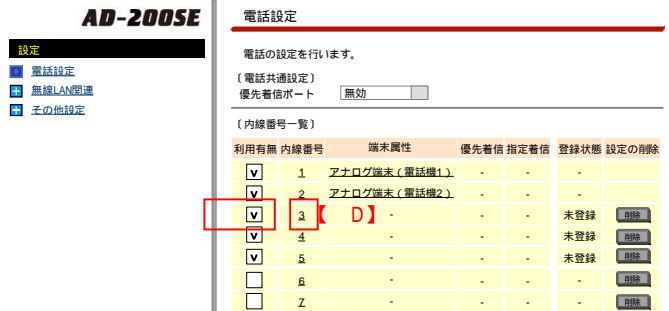 AD-200SE
設定
電話設定
無線LAN関連
その他設定
電話設定
電話の設定を行います。
〔電話共通設定〕
優先着信ポート 無効
〔内線番号一覧〕
利用有無 内線番号 端末属性 優先着信 指定着信 登録状態 設定の削除
v 1 アナログ端末(電話機1) - - -
v 2 アナログ端末(電話機2) - - -
v 3 【 D】 - - - 未登録 削除
v 4 - - - 未登録 削除
v 5 - - - 未登録 削除
6 - - - - 削除
7 - - - - 削除